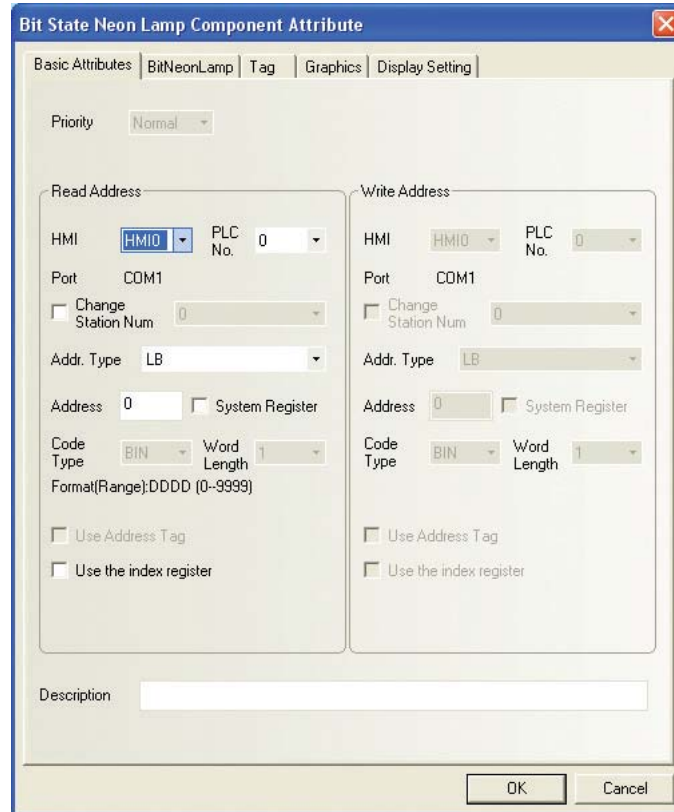 Bit State Neon Lamp Component Attribute
Basic Attributes BitNeonLamp Tag Graphics Display Setting
Priority Normal
Read Address
HMI HMI0 PLC No. 0
Port COM1
Change Station Num 0
Addr. Type LB
Address 0 System Register
Code Type BIN Word Length 1
Format(Range):DDDD (0--9999)
Use Address Tag
Use the index register
Write Address
HMI HMI0 PLC No. 0
Port COM1
Change Station Num 0
Addr. Type LB
Address 0 System Register
Code Type BIN Word Length 1
Use Address Tag
Use the index register
Description
OK Cancel